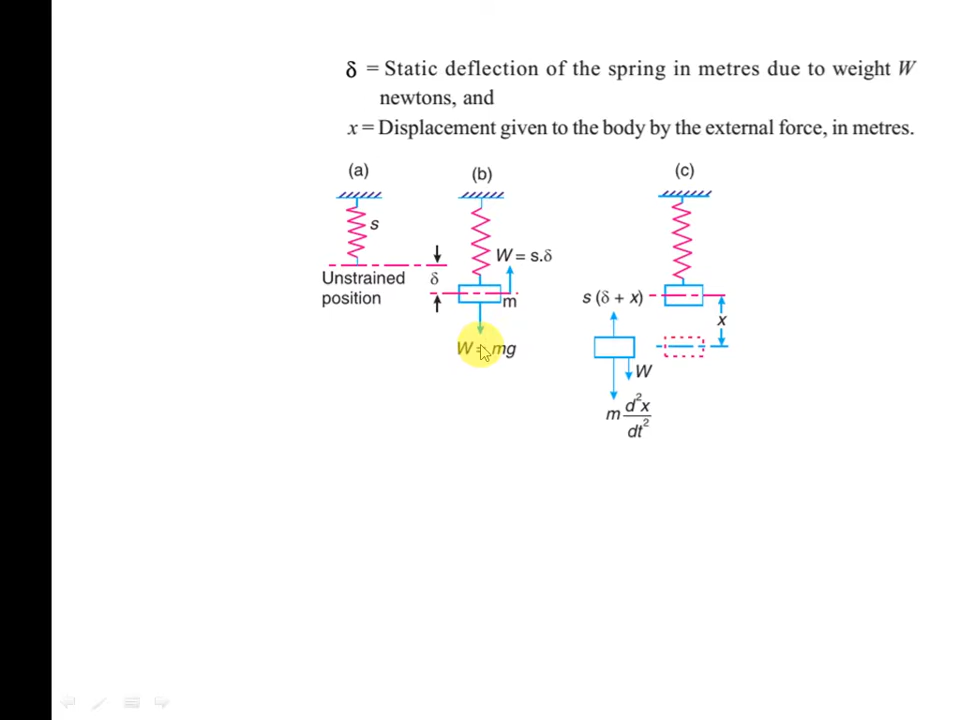 δ = Static deflection of the spring in metres due to weight W
newtons, and
x = Displacement given to the body by the external force, in metres.
(a) (b) (c)
s
W = s.δ
Unstrained
position
δ
m
s (δ + x)
x
W = mg
W
m d²x
dt²